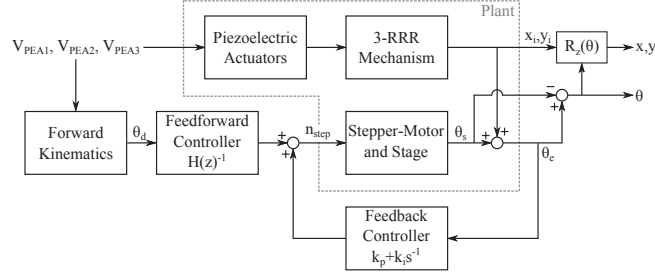 Plant
V_PEA1, V_PEA2, V_PEA3
Piezoelectric
Actuators
3-RRR
Mechanism
x_i,y_i
R_z(θ)
x,y
θ
Forward
Kinematics
θ_d
Feedforward
Controller
H(z)^-1
+
+
n_step
Stepper-Motor
and Stage
θ_s
+
+
θ_e
−
+
Feedback
Controller
k_p+k_i s^-1